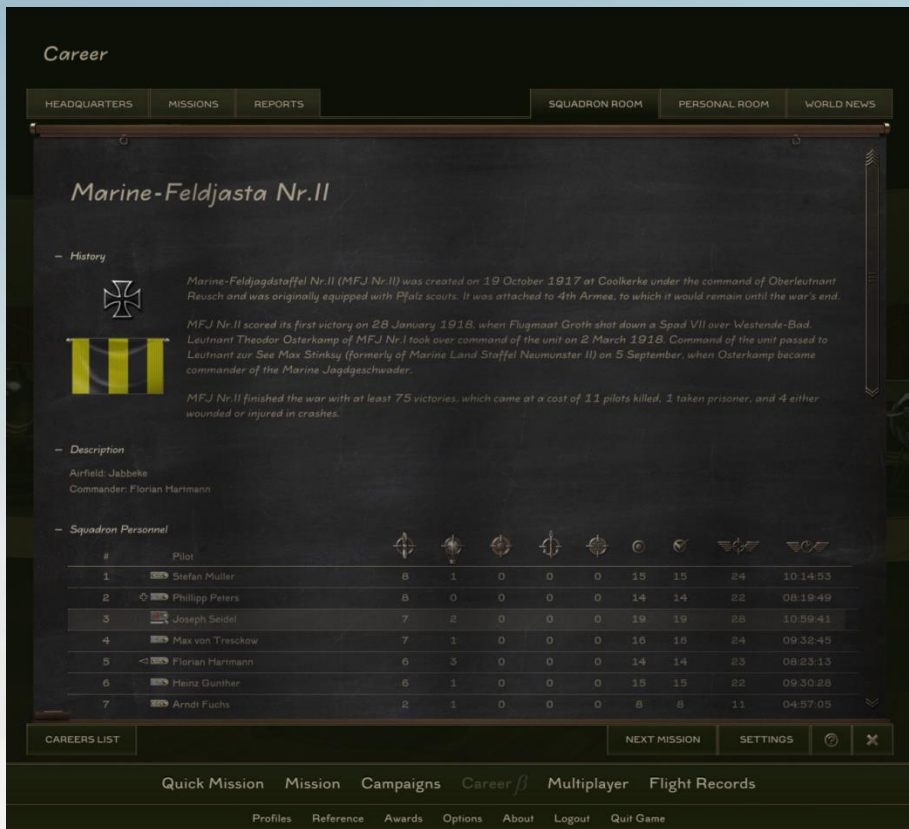 Career
HEADQUARTERS MISSIONS REPORTS SQUADRON ROOM PERSONAL ROOM WORLD NEWS
Marine-Feldjasta Nr.II
– History
Marine-Feldjagdstaffel Nr.II (MFJ Nr.II) was created on 19 October 1917 at Coolkerke under the command of Oberleutnant
Reusch and was originally equipped with Pfalz scouts. It was attached to 4th Armee, to which it would remain until the war's end.
MFJ Nr.II scored its first victory on 28 January 1918, when Flugmaat Groth shot down a Spad VII over Westende-Bad.
Leutnant Theodor Osterkamp of MFJ Nr.I took over command of the unit on 2 March 1918. Command of the unit passed to
Leutnant zur See Max Stinksy (formerly of Marine Land Staffel Neumunster II) on 5 September, when Osterkamp became
commander of the Marine Jagdgeschwader.
MFJ Nr.II finished the war with at least 75 victories, which came at a cost of 11 pilots killed, 1 taken prisoner, and 4 either
wounded or injured in crashes.
– Description
Airfield: Jabbeke
Commander: Florian Hartmann
– Squadron Personnel
# Pilot
1 Stefan Muller 8 1 0 0 0 15 15 24 10:14:53
2 Phillipp Peters 8 0 0 0 0 14 14 22 08:19:49
3 Joseph Seidel 7 2 0 0 0 19 19 28 10:59:41
4 Max von Tresckow 7 1 0 0 0 16 16 24 09:32:45
5 Florian Hartmann 6 3 0 0 0 14 14 23 08:23:13
6 Heinz Gunther 6 1 0 0 0 15 15 22 09:30:28
7 Arndt Fuchs 2 1 0 0 0 8 8 11 04:57:05
CAREERS LIST NEXT MISSION SETTINGS ?
Quick Mission Mission Campaigns Career β Multiplayer Flight Records
Profiles Reference Awards Options About Logout Quit Game